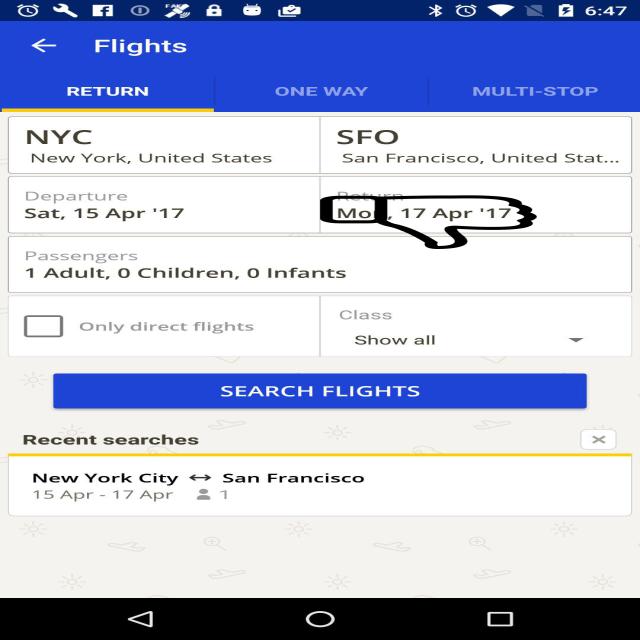 6:47
Flights
RETURN
ONE WAY
MULTI-STOP
NYC
New York, United States
SFO
San Francisco, United Stat...
Departure
Sat, 15 Apr '17
Return
Mon, 17 Apr '17
Passengers
1 Adult, 0 Children, 0 Infants
Only direct flights
Class
Show all
SEARCH FLIGHTS
Recent searches
New York City ↔ San Francisco
15 Apr - 17 Apr 1